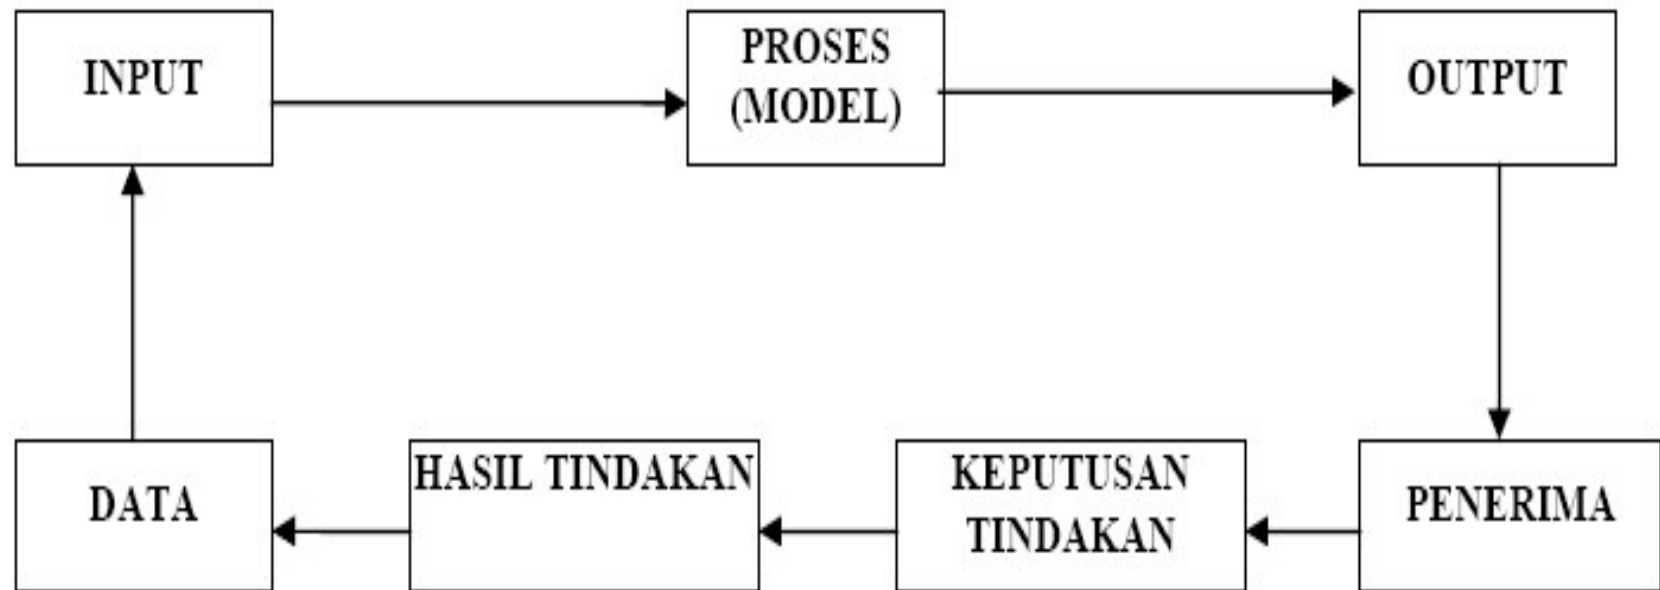 INPUT
PROSES
(MODEL)
OUTPUT
DATA
HASIL TINDAKAN
KEPUTUSAN
TINDAKAN
PENERIMA